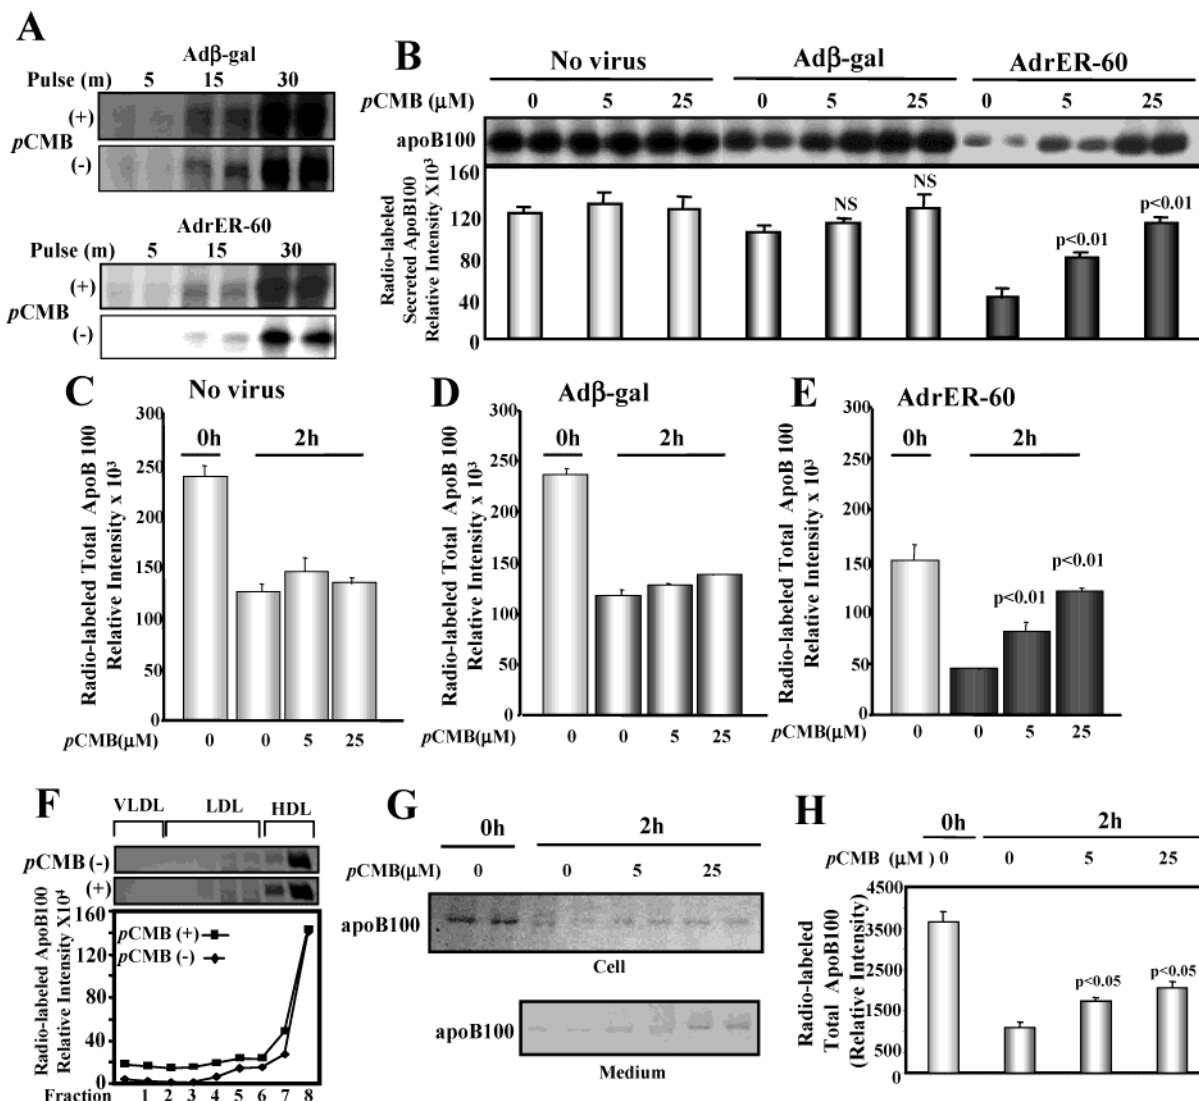 A
Adβ-gal
Pulse (m) 5 15 30
(+)
pCMB
(-)
AdrER-60
Pulse (m) 5 15 30
(+)
pCMB
(-)
B
No virus Adβ-gal AdrER-60
pCMB (μM) 0 5 25 0 5 25 0 5 25
apoB100
Radio-labeled
Secreted ApoB100
Relative Intensity X10³
160
120
80
40
0
NS
NS
p<0.01
p<0.01
C
No virus
Radio-labeled Total ApoB 100
Relative Intensity x 10³
300
250
200
150
100
50
0
0h 2h
pCMB(μM) 0 0 5 25
D
Adβ-gal
Radio-labeled Total ApoB 100
Relative Intensity x 10³
300
250
200
150
100
50
0
0h 2h
pCMB(μM) 0 0 5 25
E
AdrER-60
Radio-labeled Total ApoB 100
Relative Intensity x 10³
300
250
200
150
100
50
0
0h 2h
p<0.01
p<0.01
pCMB(μM) 0 0 5 25
F
VLDL LDL HDL
pCMB (-)
(+)
Radio-labeled ApoB100
Relative Intensity X10⁴
160
120
80
40
0
pCMB (+)
pCMB (-)
Fraction 1 2 3 4 5 6 7 8
G
0h 2h
pCMB(μM) 0 0 5 25
apoB100
Cell
apoB100
Medium
H
0h 2h
pCMB (μM) 0 0 5 25
Radio-labeled
Total ApoB100
(Relative Intensity)
4500
3500
2500
1500
500
0
p<0.05
p<0.05